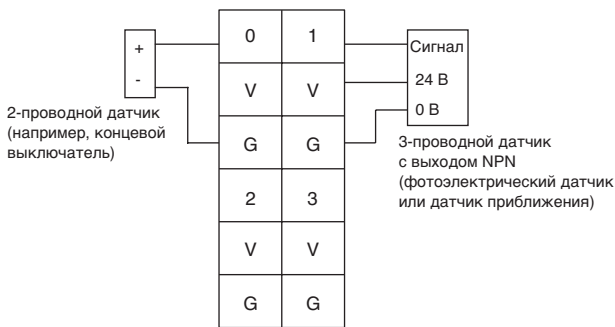 0 1
+
-
Сигнал
24 В
0 В
V V
G G
2 3
V V
G G
2-проводной датчик
(например, концевой
выключатель)
3-проводной датчик
с выходом NPN
(фотоэлектрический датчик
или датчик приближения)